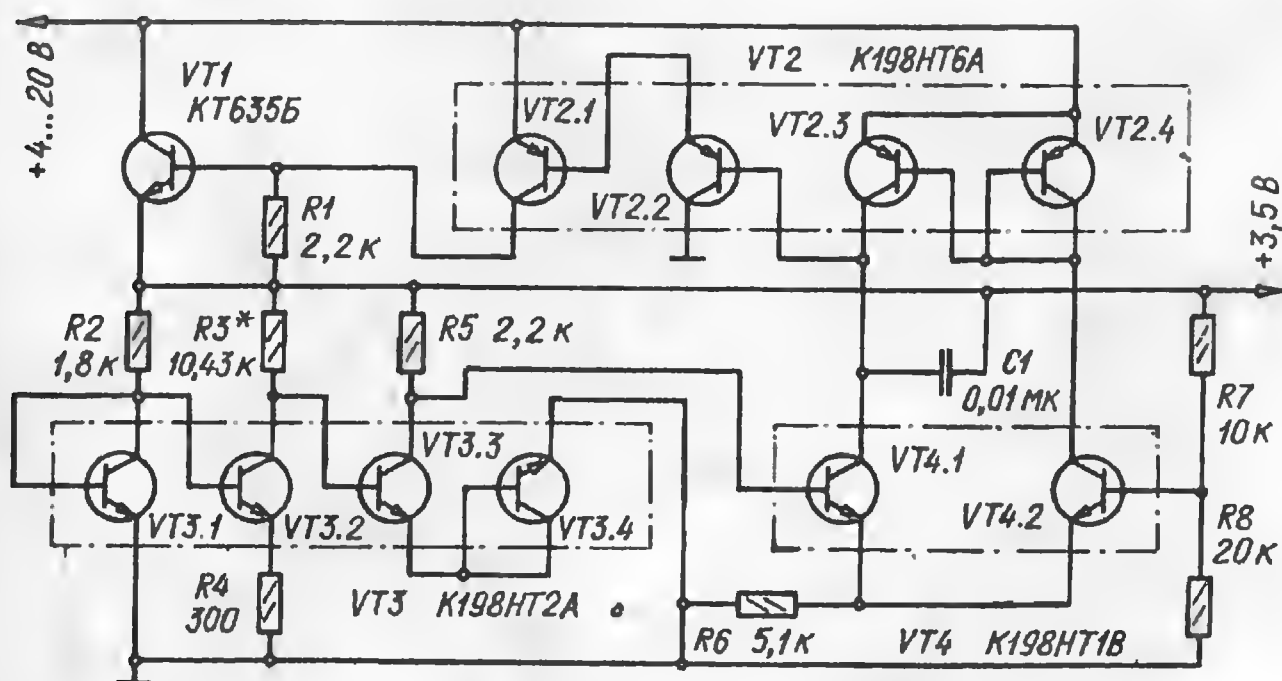 +4...20 В
VT1
КТ635Б
VT2 К198НТ6А
VT2.1
VT2.2
VT2.3
VT2.4
R1
2,2 к
+3,5 В
R2
1,8 к
R3*
10,43 к
R5 2,2 к
C1
0,01 мк
R7
10 к
VT3.1
VT3.2
VT3.3
VT3.4
VT4.1
VT4.2
R8
20 к
R4
300
VT3 К198НТ2А
R6 5,1 к
VT4 К198НТ1В